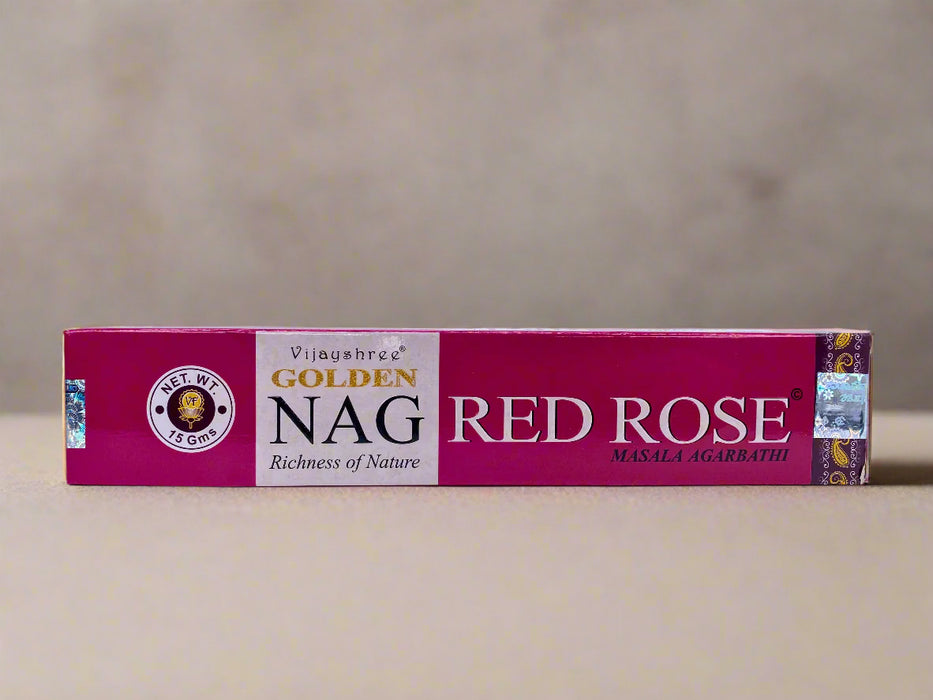 NET. WT.
VF
15 Gms
Vijayshree®
GOLDEN
NAG
Richness of Nature
RED ROSE©
MASALA AGARBATHI